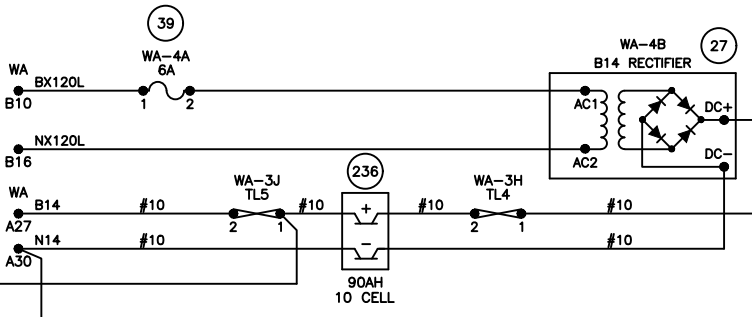 39
WA-4A
6A
WA
BX120L
B10
1
2
WA-4B
27
B14 RECTIFIER
AC1
DC+
NX120L
B16
AC2
DC-
WA
B14
A27
#10
WA-3J
TL5
2
1
#10
236
+
#10
WA-3H
TL4
2
1
#10
N14
A30
#10
-
#10
90AH
10 CELL